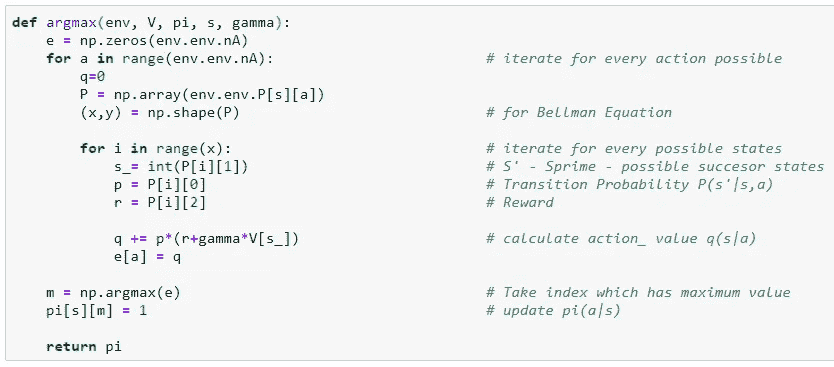 def argmax(env, V, pi, s, gamma):
    e = np.zeros(env.env.nA)
    for a in range(env.env.nA):                         # iterate for every action possible
        q=0
        P = np.array(env.env.P[s][a])
        (x,y) = np.shape(P)                             # for Bellman Equation

        for i in range(x):                              # iterate for every possible states
            s_= int(P[i][1])                            # S' - Sprime - possible succesor states
            p = P[i][0]                                 # Transition Probability P(s'|s,a)
            r = P[i][2]                                 # Reward

            q += p*(r+gamma*V[s_])                      # calculate action_ value q(s|a)
            e[a] = q

    m = np.argmax(e)                                    # Take index which has maximum value
    pi[s][m] = 1                                        # update pi(a|s)

    return pi